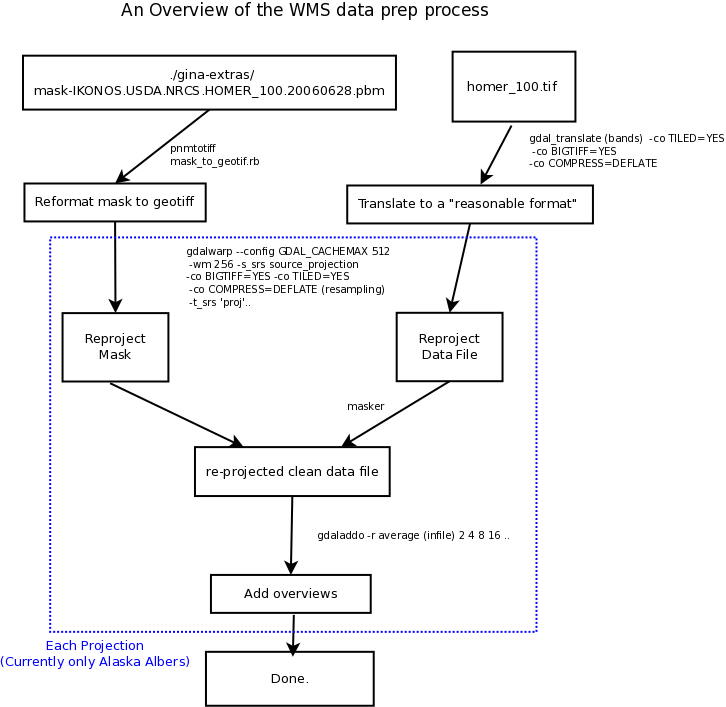 An Overview of the WMS data prep process
./gina-extras/
mask-IKONOS.USDA.NRCS.HOMER_100.20060628.pbm
homer_100.tif
pnmtotiff
mask_to_geotif.rb
gdal_translate (bands)  -co TILED=YES
-co BIGTIFF=YES
-co COMPRESS=DEFLATE
Reformat mask to geotiff
Translate to a "reasonable format"
gdalwarp --config GDAL_CACHEMAX 512
-wm 256 -s_srs source_projection
-co BIGTIFF=YES -co TILED=YES
-co COMPRESS=DEFLATE (resampling)
-t_srs 'proj'..
Reproject
Mask
Reproject
Data File
masker
re-projected clean data file
gdaladdo -r average (infile) 2 4 8 16 ..
Add overviews
Each Projection
(Currently only Alaska Albers)
Done.